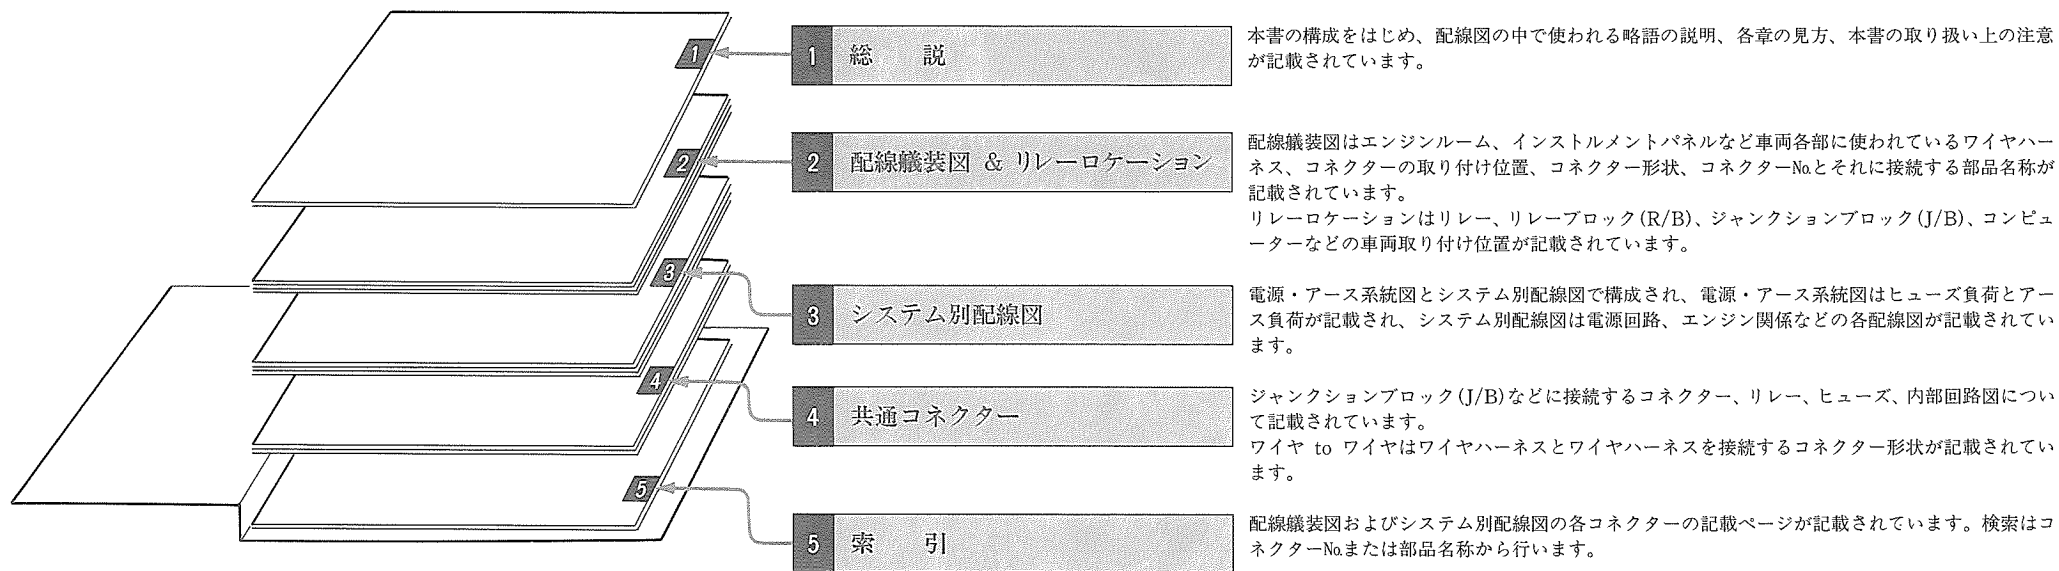 1 総 説
本書の構成をはじめ、配線図の中で使われる略語の説明、各章の見方、本書の取り扱い上の注意
が記載されています。
2 配線艤装図 & リレーロケーション
配線艤装図はエンジンルーム、インストルメントパネルなど車両各部に使われているワイヤハー
ネス、コネクターの取り付け位置、コネクター形状、コネクター№とそれに接続する部品名称が
記載されています。
リレーロケーションはリレー、リレーブロック(R/B)、ジャンクションブロック(J/B)、コンピュ
ーターなどの車両取り付け位置が記載されています。
3 システム別配線図
電源・アース系統図とシステム別配線図で構成され、電源・アース系統図はヒューズ負荷とアー
ス負荷が記載され、システム別配線図は電源回路、エンジン関係などの各配線図が記載されてい
ます。
4 共通コネクター
ジャンクションブロック(J/B)などに接続するコネクター、リレー、ヒューズ、内部回路図につい
て記載されています。
ワイヤ to ワイヤはワイヤハーネスとワイヤハーネスを接続するコネクター形状が記載されてい
ます。
5 索 引
配線艤装図およびシステム別配線図の各コネクターの記載ページが記載されています。検索はコ
ネクター№または部品名称から行います。
1
2
3
4
5